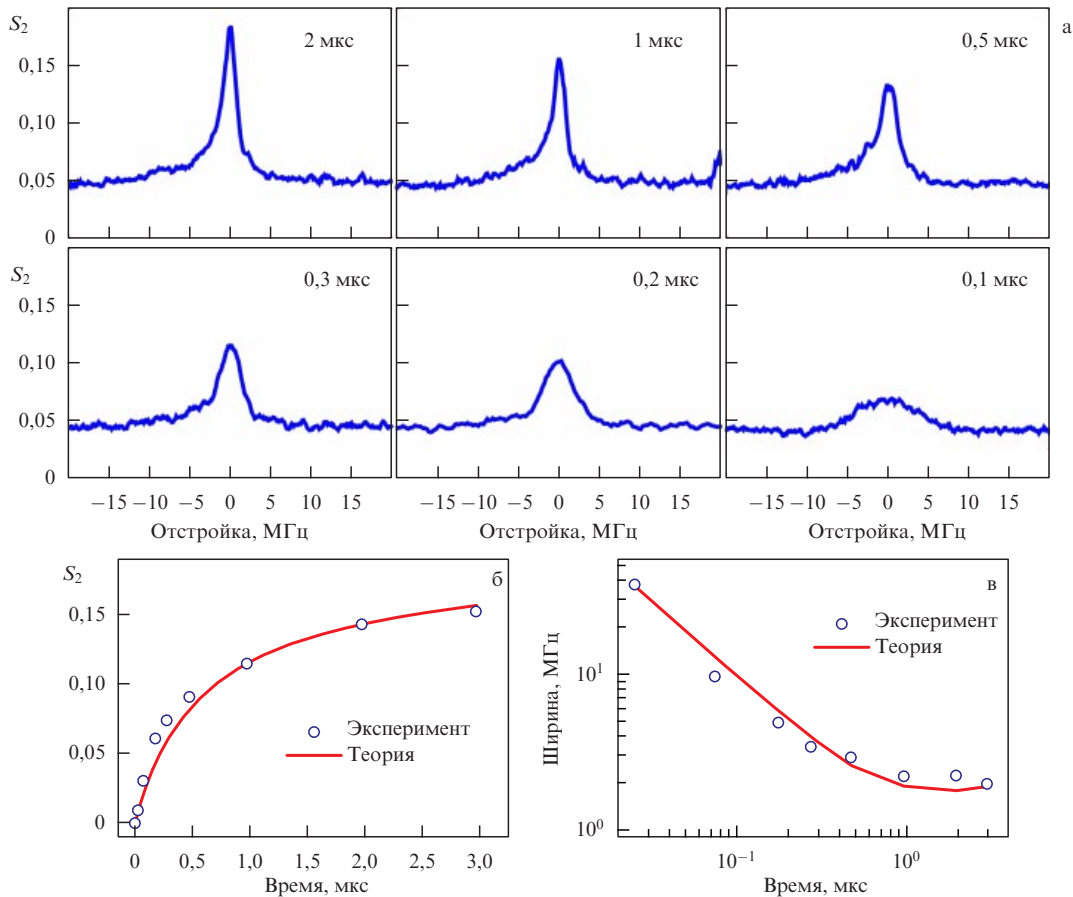 S₂ 2 мкс 1 мкс 0,5 мкс а
0,15
0,10
0,05
0
−15 −10 −5 0 5 10 15 −15 −10 −5 0 5 10 15 −15 −10 −5 0 5 10 15
S₂ 0,3 мкс 0,2 мкс 0,1 мкс
0,15
0,10
0,05
0
Отстройка, МГц Отстройка, МГц Отстройка, МГц
S₂ б
0,15
0,10
0,05
0
Эксперимент
Теория
0 0,5 1,0 1,5 2,0 2,5 3,0
Время, мкс
в
Ширина, МГц
10¹
10⁰
Эксперимент
Теория
10⁻¹ 10⁰
Время, мкс